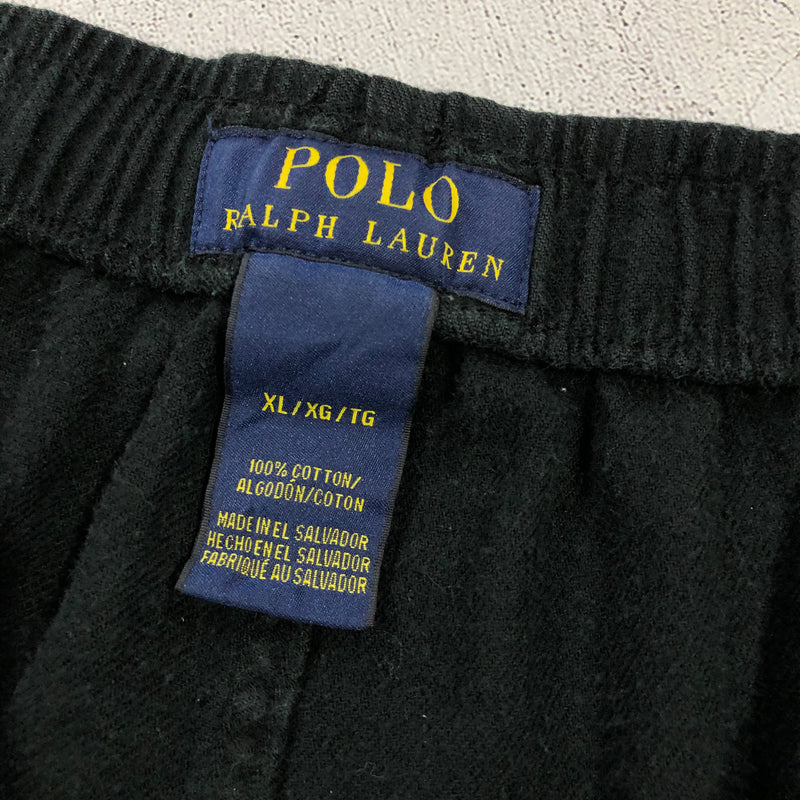 POLO
RALPH LAUREN
XL/XG/TG
100% COTTON/
ALGODÓN/COTON
MADE IN EL SALVADOR
HECHO EN EL SALVADOR
FABRIQUÉ AU SALVADOR